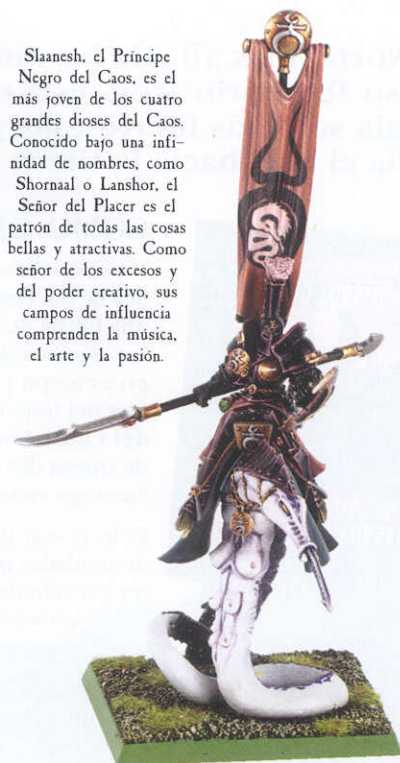 Slaanesh, el Príncipe
Negro del Caos, es el
más joven de los cuatro
grandes dioses del Caos.
Conocido bajo una infi-
nidad de nombres, como
Shornaal o Lanshor, el
Señor del Placer es el
patrón de todas las cosas
bellas y atractivas. Como
señor de los excesos y
del poder creativo, sus
campos de influencia
comprenden la música,
el arte y la pasión.